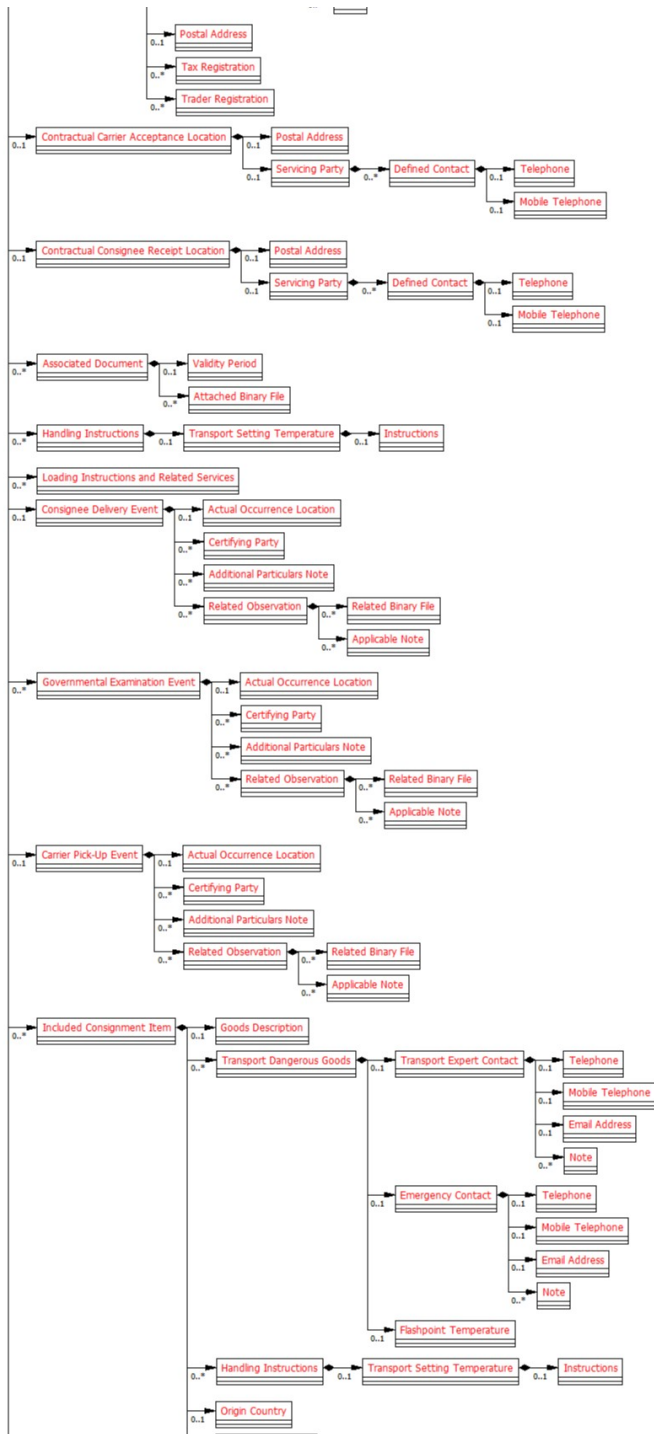 Postal Address
0..1
Tax Registration
0..*
Trader Registration
0..*
Contractual Carrier Acceptance Location
0..1
Postal Address
0..1
Servicing Party
0..1
Defined Contact
0..*
Telephone
0..1
Mobile Telephone
0..1
Contractual Consignee Receipt Location
0..1
Postal Address
0..1
Servicing Party
0..1
Defined Contact
0..*
Telephone
0..1
Mobile Telephone
0..1
Associated Document
0..*
Validity Period
0..1
Attached Binary File
0..*
Handling Instructions
0..*
Transport Setting Temperature
0..1
Instructions
0..1
Loading Instructions and Related Services
0..*
Consignee Delivery Event
0..1
Actual Occurrence Location
0..1
Certifying Party
0..*
Additional Particulars Note
0..*
Related Observation
0..*
Related Binary File
0..*
Applicable Note
0..*
Governmental Examination Event
0..*
Actual Occurrence Location
0..1
Certifying Party
0..*
Additional Particulars Note
0..*
Related Observation
0..*
Related Binary File
0..*
Applicable Note
0..*
Carrier Pick-Up Event
0..1
Actual Occurrence Location
0..1
Certifying Party
0..*
Additional Particulars Note
0..*
Related Observation
0..*
Related Binary File
0..*
Applicable Note
0..*
Included Consignment Item
0..*
Goods Description
0..1
Transport Dangerous Goods
0..*
Transport Expert Contact
0..1
Telephone
0..1
Mobile Telephone
0..1
Email Address
0..1
Note
0..*
Emergency Contact
0..1
Telephone
0..1
Mobile Telephone
0..1
Email Address
0..1
Note
0..*
Flashpoint Temperature
0..1
Handling Instructions
0..*
Transport Setting Temperature
0..1
Instructions
0..1
Origin Country
0..1